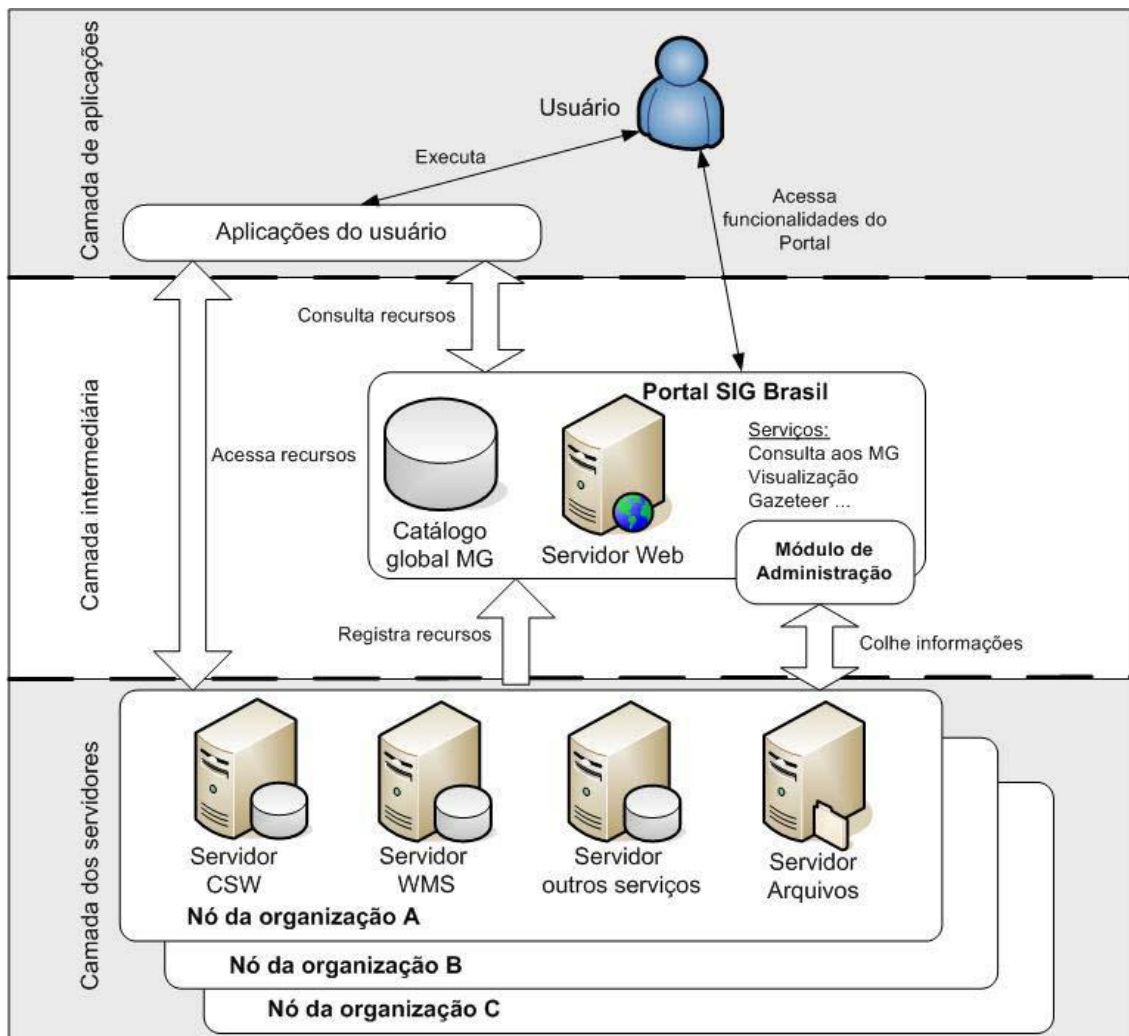 Camada de aplicações
Usuário
Executa
Acessa
funcionalidades do
Portal
Aplicações do usuário
Camada intermediária
Consulta recursos
Acessa recursos
Portal SIG Brasil
Serviços:
Consulta aos MG
Visualização
Gazeteer ...
Catálogo
global MG
Servidor Web
Módulo de
Administração
Registra recursos
Colhe informações
Camada dos servidores
Servidor
CSW
Servidor
WMS
Servidor
outros serviços
Servidor
Arquivos
Nó da organização A
Nó da organização B
Nó da organização C